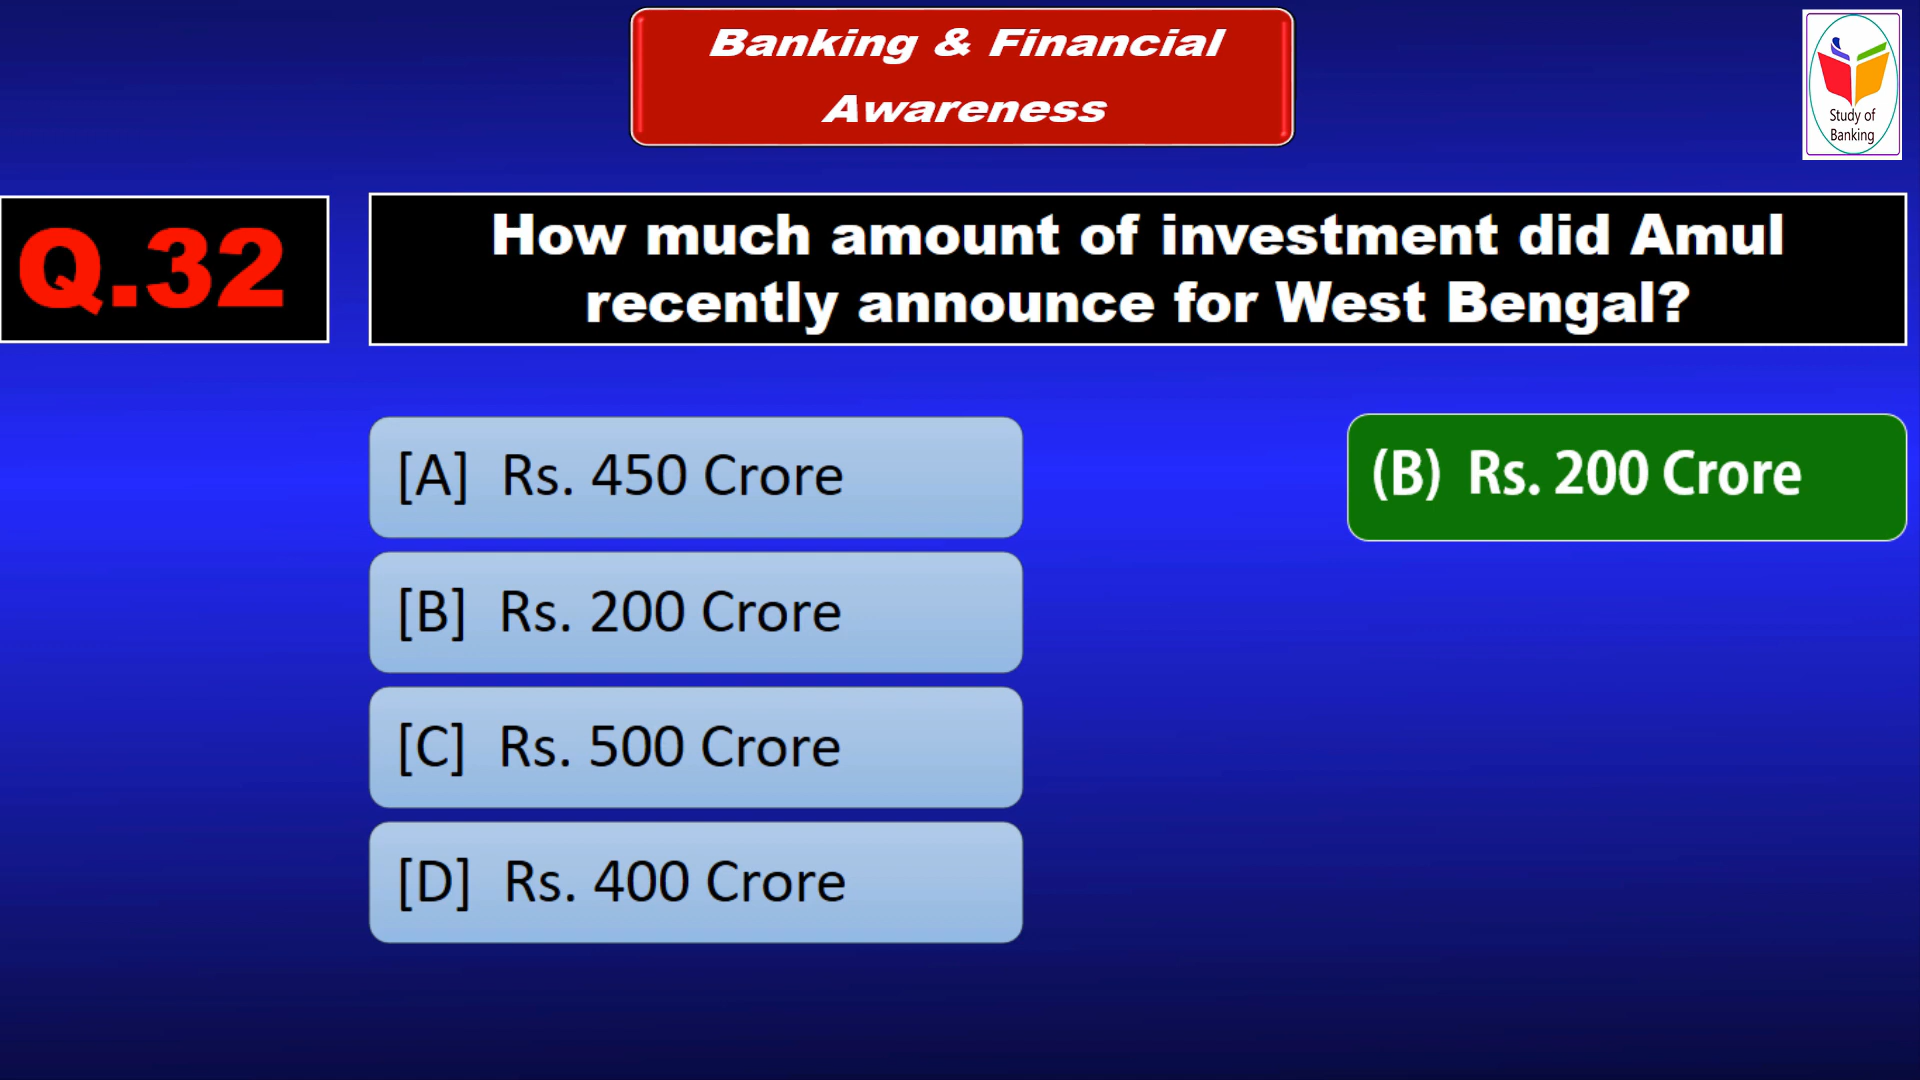 Banking & Financial
Awareness
Study of
Banking
Q.32
How much amount of investment did Amul
recently announce for West Bengal?
[A] Rs. 450 Crore
(B) Rs. 200 Crore
[B] Rs. 200 Crore
[C] Rs. 500 Crore
[D] Rs. 400 Crore